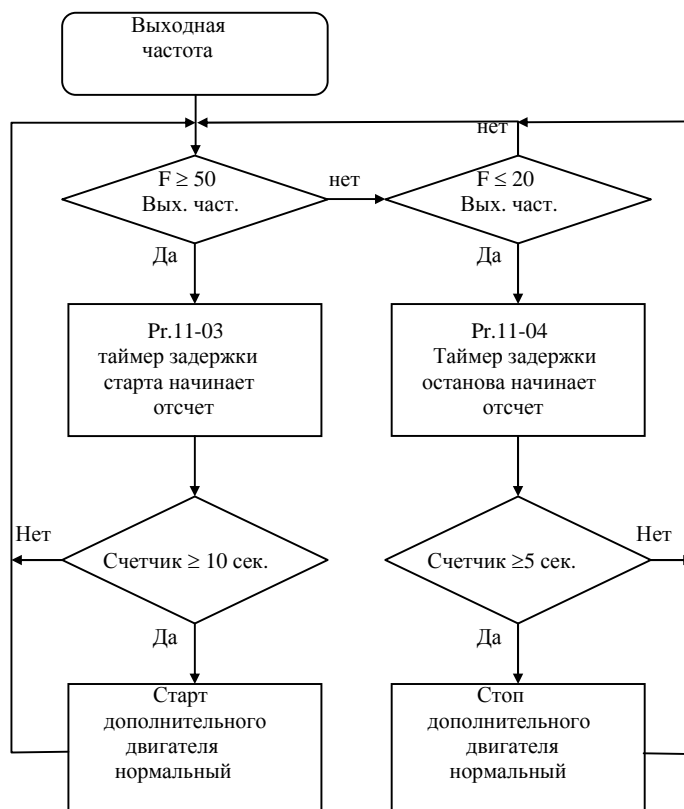 Выходная
частота
нет
F ≥ 50
Вых. част.
нет
F ≤ 20
Вых. част.
Да
Да
Pr.11-03
таймер задержки
старта начинает
отсчет
Pr.11-04
Таймер задержки
останова начинает
отсчет
Нет
Счетчик ≥ 10 сек.
Счетчик ≥5 сек.
Нет
Да
Да
Старт
дополнительного
двигателя
нормальный
Стоп
дополнительного
двигателя
нормальный